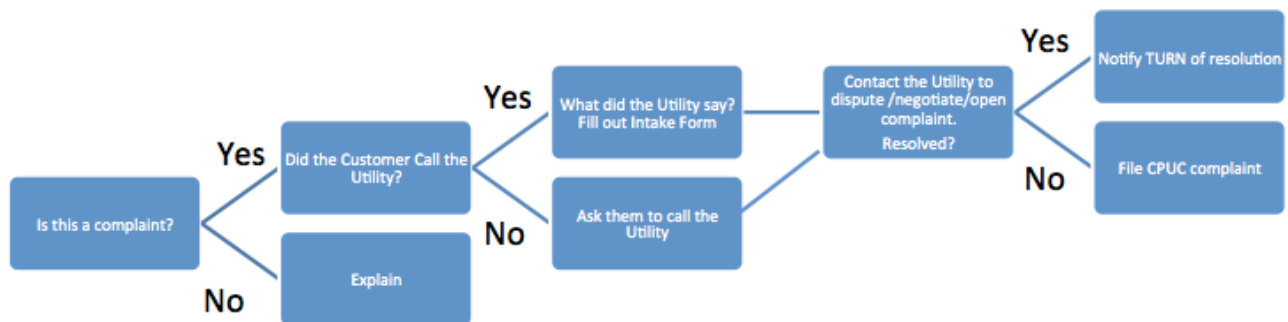 Is this a complaint?
Yes
No
Did the Customer Call the
Utility?
Explain
Yes
No
What did the Utility say?
Fill out Intake Form
Ask them to call the
Utility
Contact the Utility to
dispute /negotiate/open
complaint.
Resolved?
Yes
No
Notify TURN of resolution
File CPUC complaint